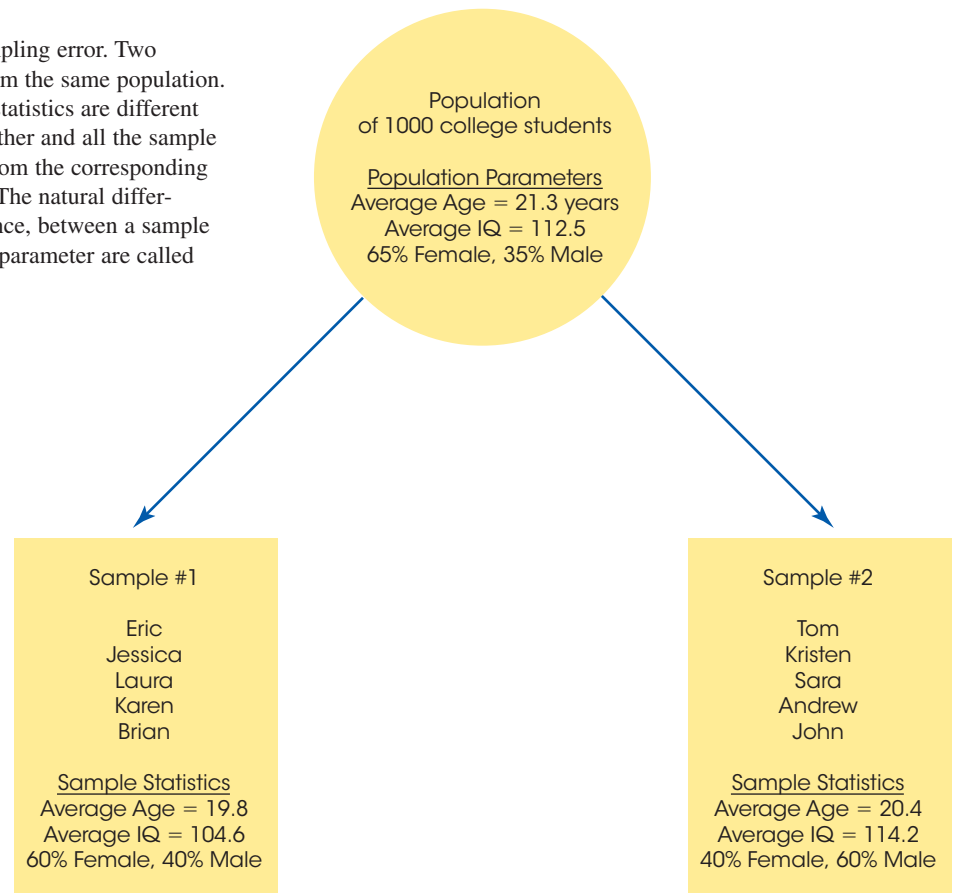 pling error. Two
m the same population.
tatistics are different
ther and all the sample
om the corresponding
The natural differ-
nce, between a sample
parameter are called
Population
of 1000 college students
Population Parameters
Average Age = 21.3 years
Average IQ = 112.5
65% Female, 35% Male
Sample #1
Eric
Jessica
Laura
Karen
Brian
Sample Statistics
Average Age = 19.8
Average IQ = 104.6
60% Female, 40% Male
Sample #2
Tom
Kristen
Sara
Andrew
John
Sample Statistics
Average Age = 20.4
Average IQ = 114.2
40% Female, 60% Male